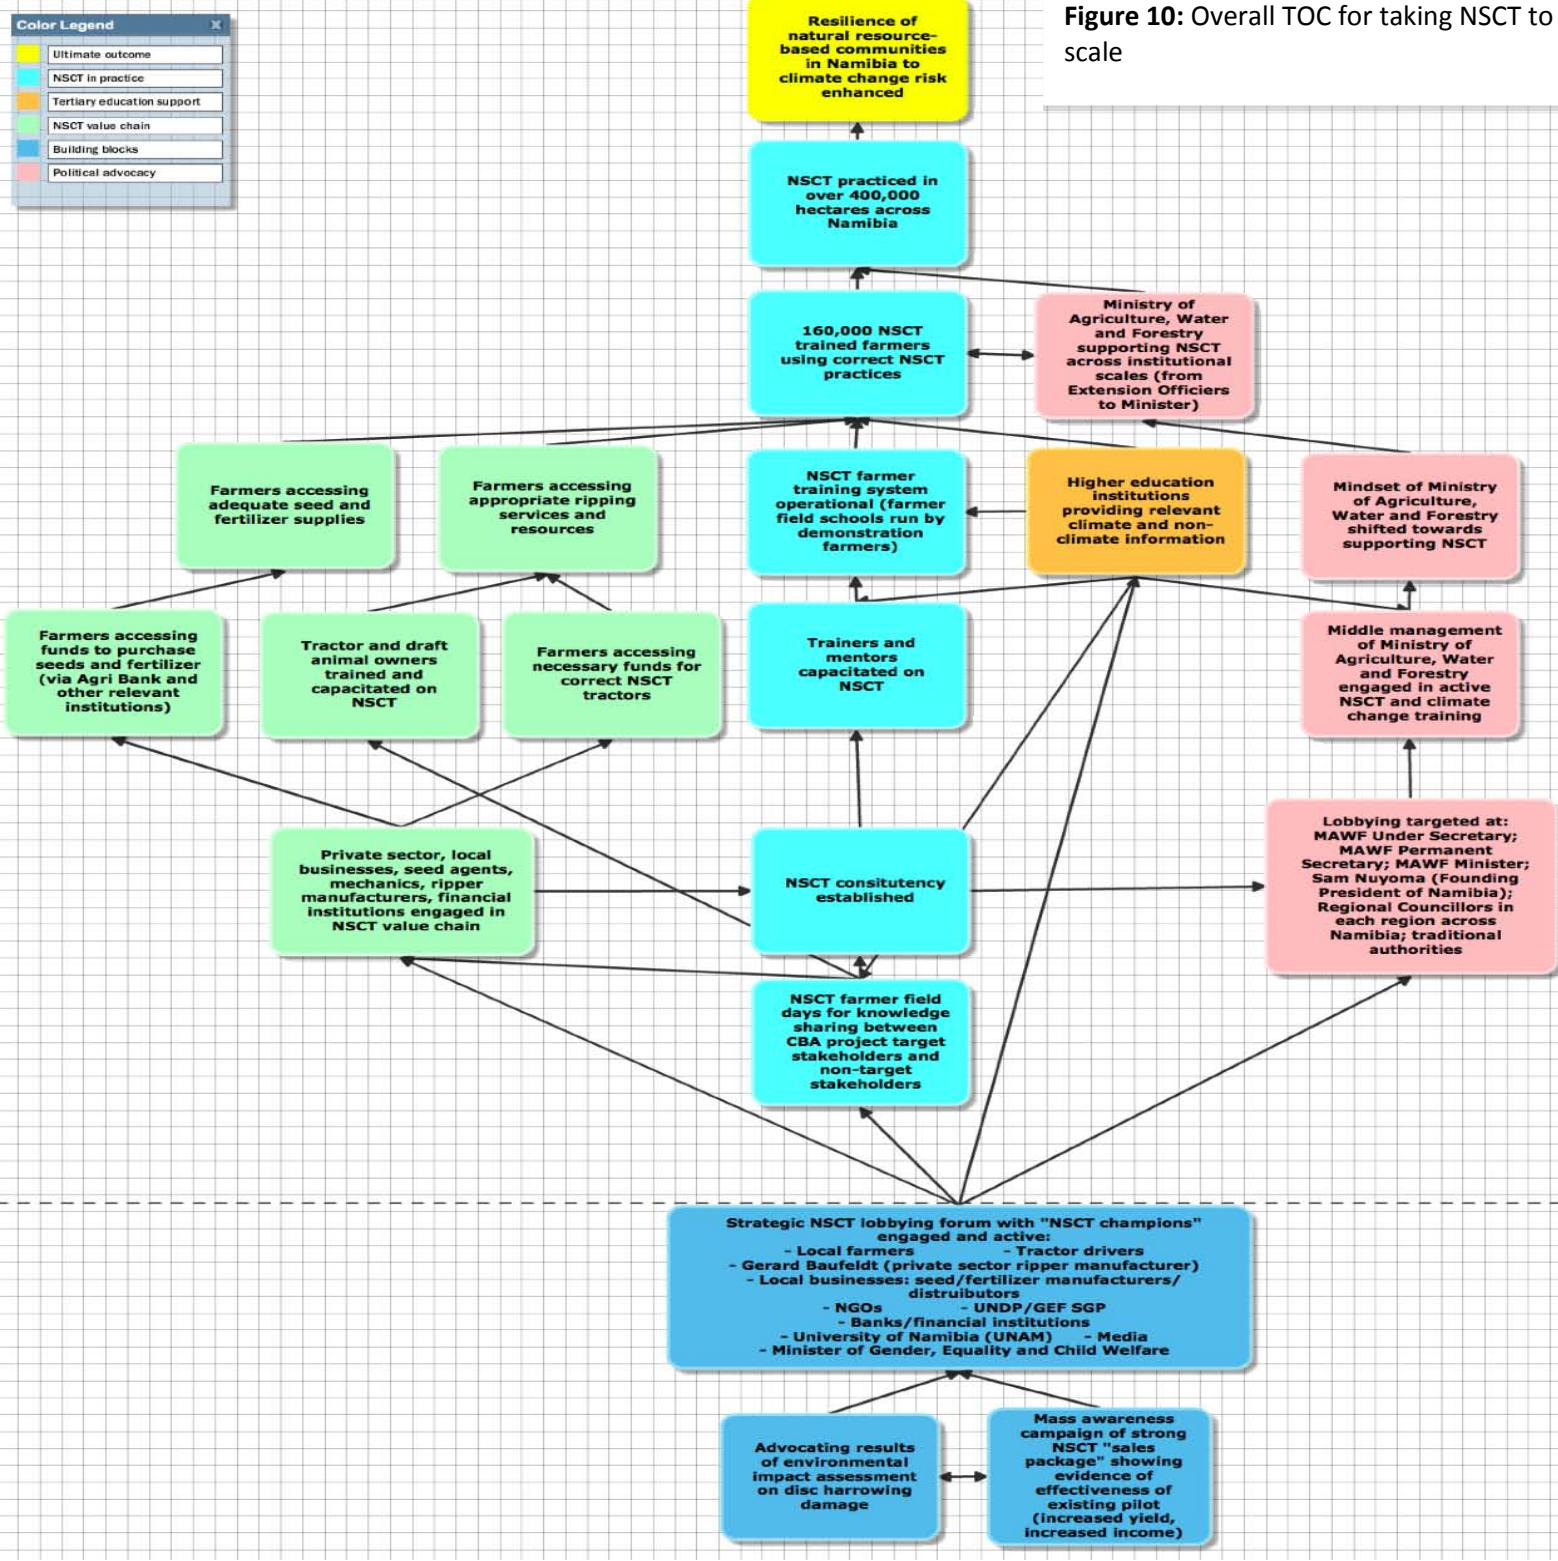 Color Legend X
Ultimate outcome
NSCT in practice
Tertiary education support
NSCT value chain
Building blocks
Political advocacy
Figure 10: Overall TOC for taking NSCT to
scale
Resilience of
natural resource-
based communities
in Namibia to
climate change risk
enhanced
NSCT practiced in
over 400,000
hectares across
Namibia
160,000 NSCT
trained farmers
using correct NSCT
practices
Ministry of
Agriculture, Water
and Forestry
supporting NSCT
across institutional
scales (from
Extension Officiers
to Minister)
Farmers accessing
adequate seed and
fertilizer supplies
Farmers accessing
appropriate ripping
services and
resources
NSCT farmer
training system
operational (farmer
field schools run by
demonstration
farmers)
Higher education
institutions
providing relevant
climate and non-
climate information
Mindset of Ministry
of Agriculture,
Water and Forestry
shifted towards
supporting NSCT
Farmers accessing
funds to purchase
seeds and fertilizer
(via Agri Bank and
other relevant
institutions)
Tractor and draft
animal owners
trained and
capacitated on
NSCT
Farmers accessing
necessary funds for
correct NSCT
tractors
Trainers and
mentors
capacitated on
NSCT
Middle management
of Ministry of
Agriculture, Water
and Forestry
engaged in active
NSCT and climate
change training
Private sector, local
businesses, seed agents,
mechanics, ripper
manufacturers, financial
institutions engaged in
NSCT value chain
NSCT consitutency
established
Lobbying targeted at:
MAWF Under Secretary;
MAWF Permanent
Secretary; MAWF Minister;
Sam Nuyoma (Founding
President of Namibia);
Regional Councillors in
each region across
Namibia; traditional
authorities
NSCT farmer field
days for knowledge
sharing between
CBA project target
stakeholders and
non-target
stakeholders
Strategic NSCT lobbying forum with "NSCT champions"
engaged and active:
- Local farmers - Tractor drivers
- Gerard Baufeldt (private sector ripper manufacturer)
- Local businesses: seed/fertilizer manufacturers/
distruibutors
- NGOs - UNDP/GEF SGP
- Banks/financial institutions
- University of Namibia (UNAM) - Media
- Minister of Gender, Equality and Child Welfare
Advocating results
of environmental
impact assessment
on disc harrowing
damage
Mass awareness
campaign of strong
NSCT "sales
package" showing
evidence of
effectiveness of
existing pilot
(increased yield,
increased income)